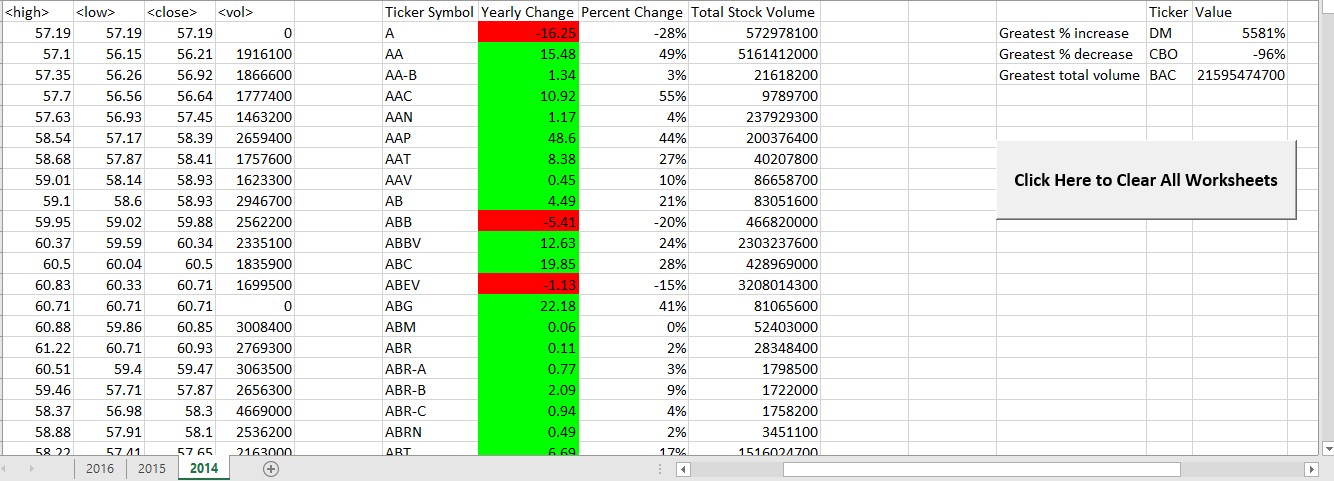 <high> <low> <close> <vol> Ticker Symbol Yearly Change Percent Change Total Stock Volume Ticker Value
57.19 57.19 57.19 0 A -16.25 -28% 572978100 Greatest % increase DM 5581%
57.1 56.15 56.21 1916100 AA 15.48 49% 5161412000 Greatest % decrease CBO -96%
57.35 56.26 56.92 1866600 AA-B 1.34 3% 21618200 Greatest total volume BAC 21595474700
57.7 56.56 56.64 1777400 AAC 10.92 55% 9789700
57.63 56.93 57.45 1463200 AAN 1.17 4% 237929300
58.54 57.17 58.39 2659400 AAP 48.6 44% 200376400
58.68 57.87 58.41 1757600 AAT 8.38 27% 40207800
59.01 58.14 58.93 1623300 AAV 0.45 10% 86658700 Click Here to Clear All Worksheets
59.1 58.6 58.93 2946700 AB 4.49 21% 83051600
59.95 59.02 59.88 2562200 ABB -5.41 -20% 466820000
60.37 59.59 60.34 2335100 ABBV 12.63 24% 2303237600
60.5 60.04 60.5 1835900 ABC 19.85 28% 428969000
60.83 60.33 60.71 1699500 ABEV -1.13 -15% 3208014300
60.71 60.71 60.71 0 ABG 22.18 41% 81065600
60.88 59.86 60.85 3008400 ABM 0.06 0% 52403000
61.22 60.71 60.93 2769300 ABR 0.11 2% 28348400
60.51 59.4 59.47 3063500 ABR-A 0.77 3% 1798500
59.46 57.71 57.87 2656300 ABR-B 2.09 9% 1722000
58.37 56.98 58.3 4669000 ABR-C 0.94 4% 1758200
58.88 57.91 58.1 2536200 ABRN 0.49 2% 3451100
58.22 57.41 57.65 2163000 ABT 6.69 17% 1516024700
2016 2015 2014